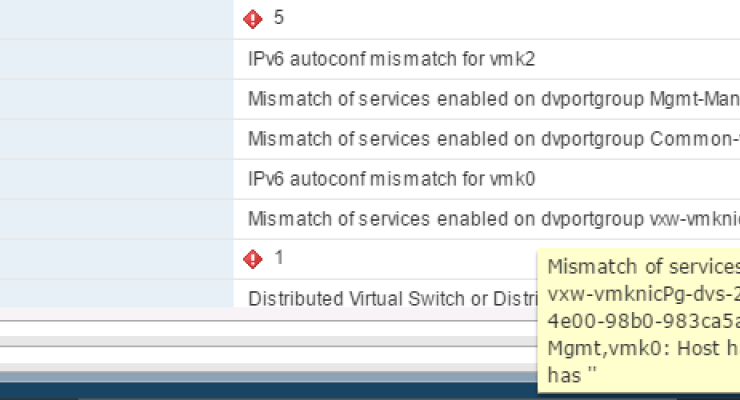 5
IPv6 autoconf mismatch for vmk2
Mismatch of services enabled on dvportgroup Mgmt-Man
Mismatch of services enabled on dvportgroup Common-
IPv6 autoconf mismatch for vmk0
Mismatch of services enabled on dvportgroup vxw-vmkni
1
Distributed Virtual Switch or Distri
Mismatch of services
vxw-vmknicPg-dvs-2
4e00-98b0-983ca5a
Mgmt,vmk0: Host h
has "